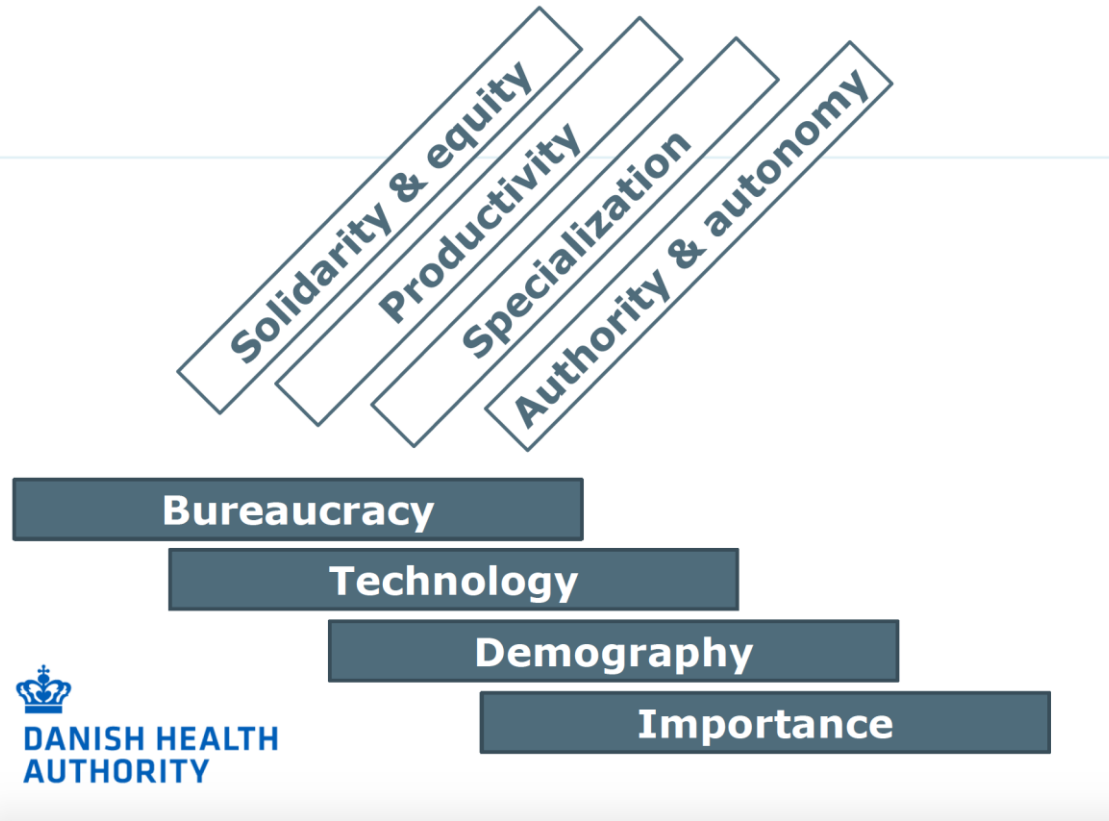 Solidarity & equity
Productivity
Specialization
Authority & autonomy
Bureaucracy
Technology
Demography
Importance
DANISH HEALTH
AUTHORITY